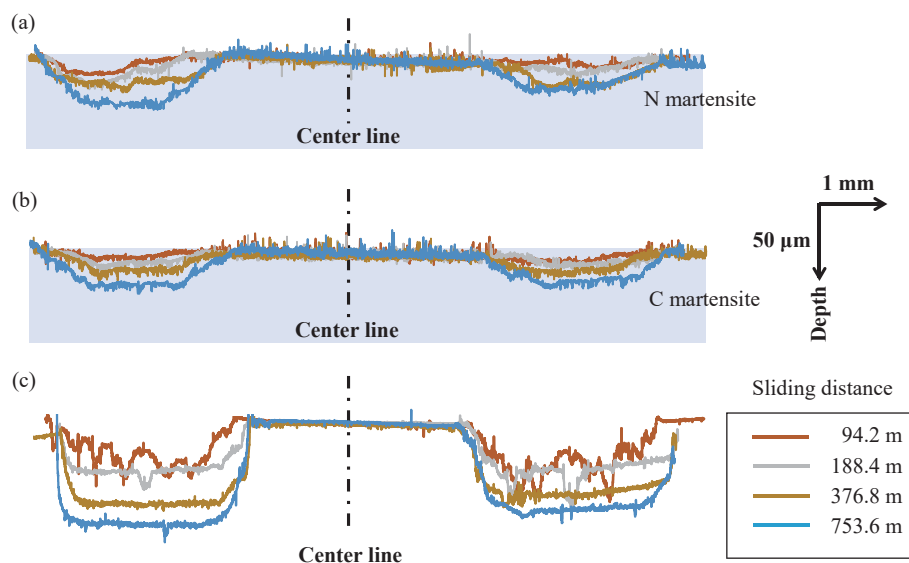 (a)
N martensite
Center line
1 mm
(b)
50 µm
Depth
C martensite
Center line
(c)
Sliding distance
94.2 m
188.4 m
376.8 m
753.6 m
Center line